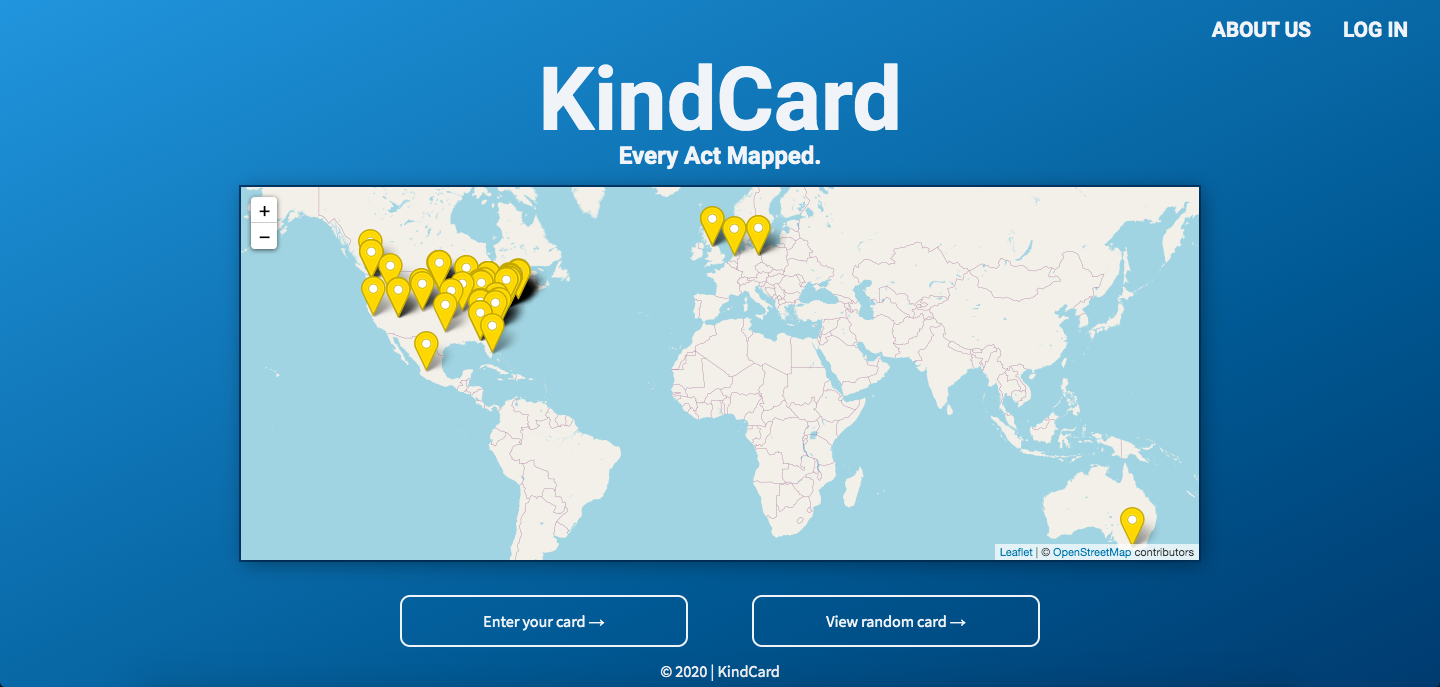 ABOUT US LOG IN
KindCard
Every Act Mapped.
+
−
Leaflet | © OpenStreetMap contributors
Enter your card →
View random card →
© 2020 | KindCard